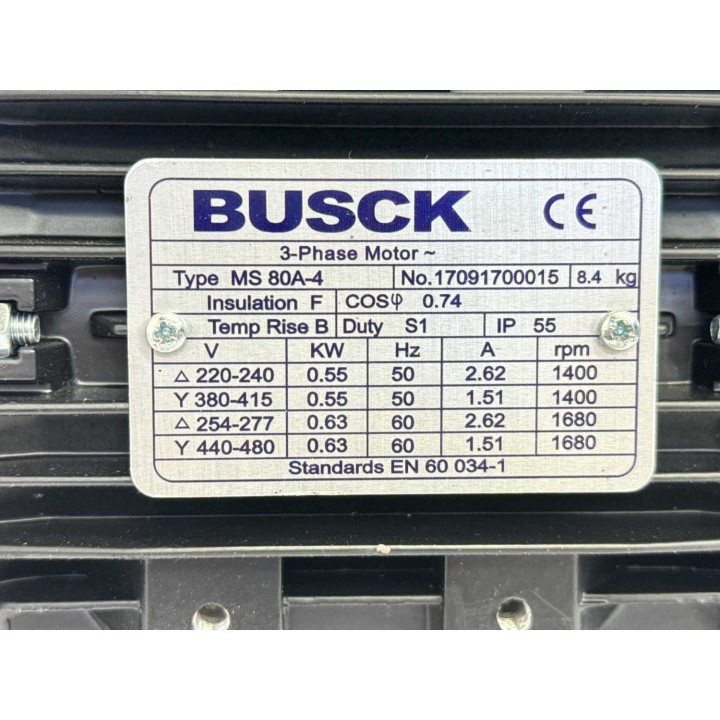 BUSCK CE
3-Phase Motor ~
Type MS 80A-4 No.17091700015 8.4 kg
Insulation F COSφ 0.74
Temp Rise B Duty S1 IP 55
V KW Hz A rpm
△ 220-240 0.55 50 2.62 1400
Y 380-415 0.55 50 1.51 1400
△ 254-277 0.63 60 2.62 1680
Y 440-480 0.63 60 1.51 1680
Standards EN 60 034-1